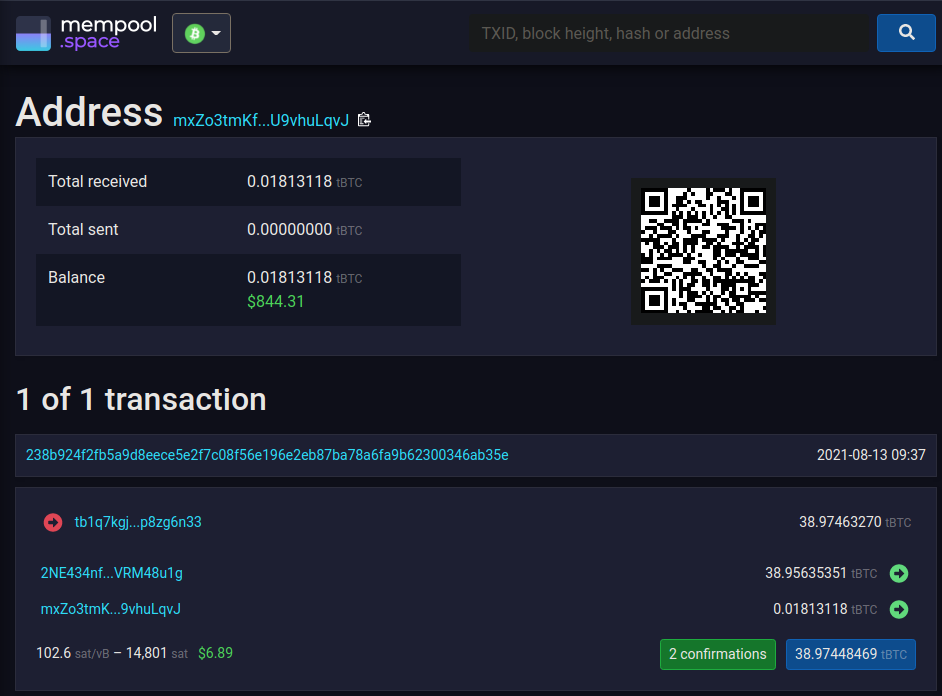 mempool
.space
TXID, block height, hash or address
Address mxZo3tmKf...U9vhuLqvJ
Total received 0.01813118 tBTC
Total sent 0.00000000 tBTC
Balance 0.01813118 tBTC
$844.31
1 of 1 transaction
238b924f2fb5a9d8eece5e2f7c08f56e196e2eb87ba78a6fa9b62300346ab35e 2021-08-13 09:37
tb1q7kgj...p8zg6n33 38.97463270 tBTC
2NE434nf...VRM48u1g 38.95635351 tBTC
mxZo3tmK...9vhuLqvJ 0.01813118 tBTC
102.6 sat/vB – 14,801 sat $6.89 2 confirmations 38.97448469 tBTC